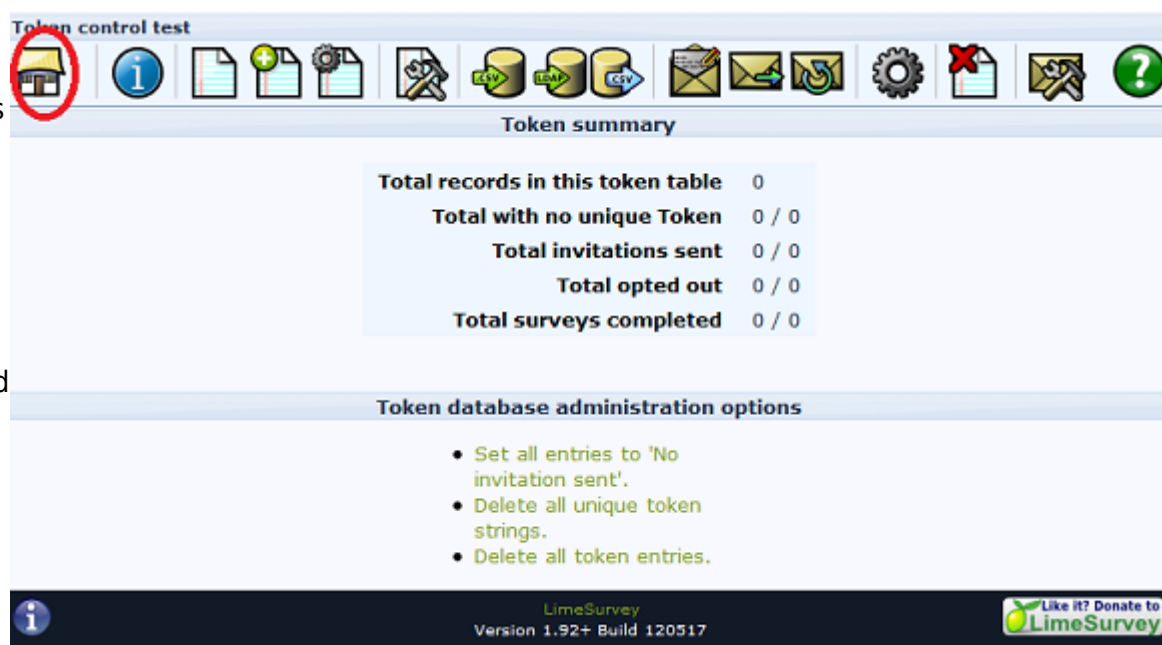 Token control test
CSV LDAP CSV
s
Token summary
Total records in this token table 0
Total with no unique Token 0 / 0
Total invitations sent 0 / 0
Total opted out 0 / 0
Total surveys completed 0 / 0
d
Token database administration options
• Set all entries to 'No
invitation sent'.
• Delete all unique token
strings.
• Delete all token entries.
LimeSurvey
Version 1.92+ Build 120517
Like it? Donate to
LimeSurvey